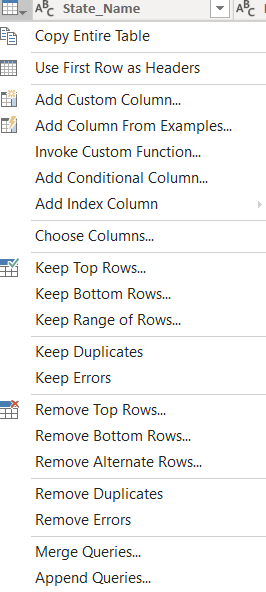 ABC State_Name ABC
Copy Entire Table
Use First Row as Headers
Add Custom Column...
Add Column From Examples...
Invoke Custom Function...
Add Conditional Column...
Add Index Column
Choose Columns...
Keep Top Rows...
Keep Bottom Rows...
Keep Range of Rows...
Keep Duplicates
Keep Errors
Remove Top Rows...
Remove Bottom Rows...
Remove Alternate Rows...
Remove Duplicates
Remove Errors
Merge Queries...
Append Queries...